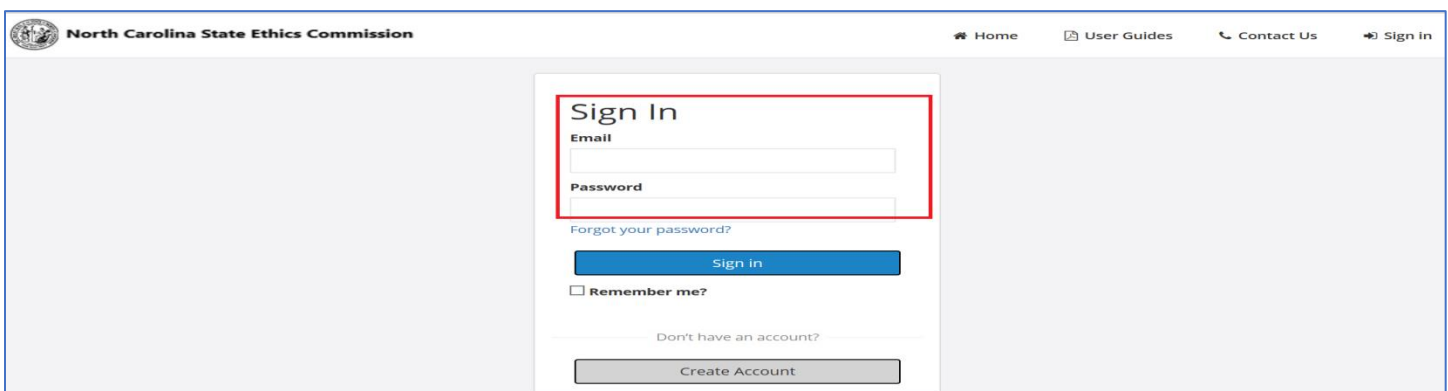 North Carolina State Ethics Commission
Home User Guides Contact Us Sign in
Sign In
Email
Password
Forgot your password?
Sign in
Remember me?
Don't have an account?
Create Account